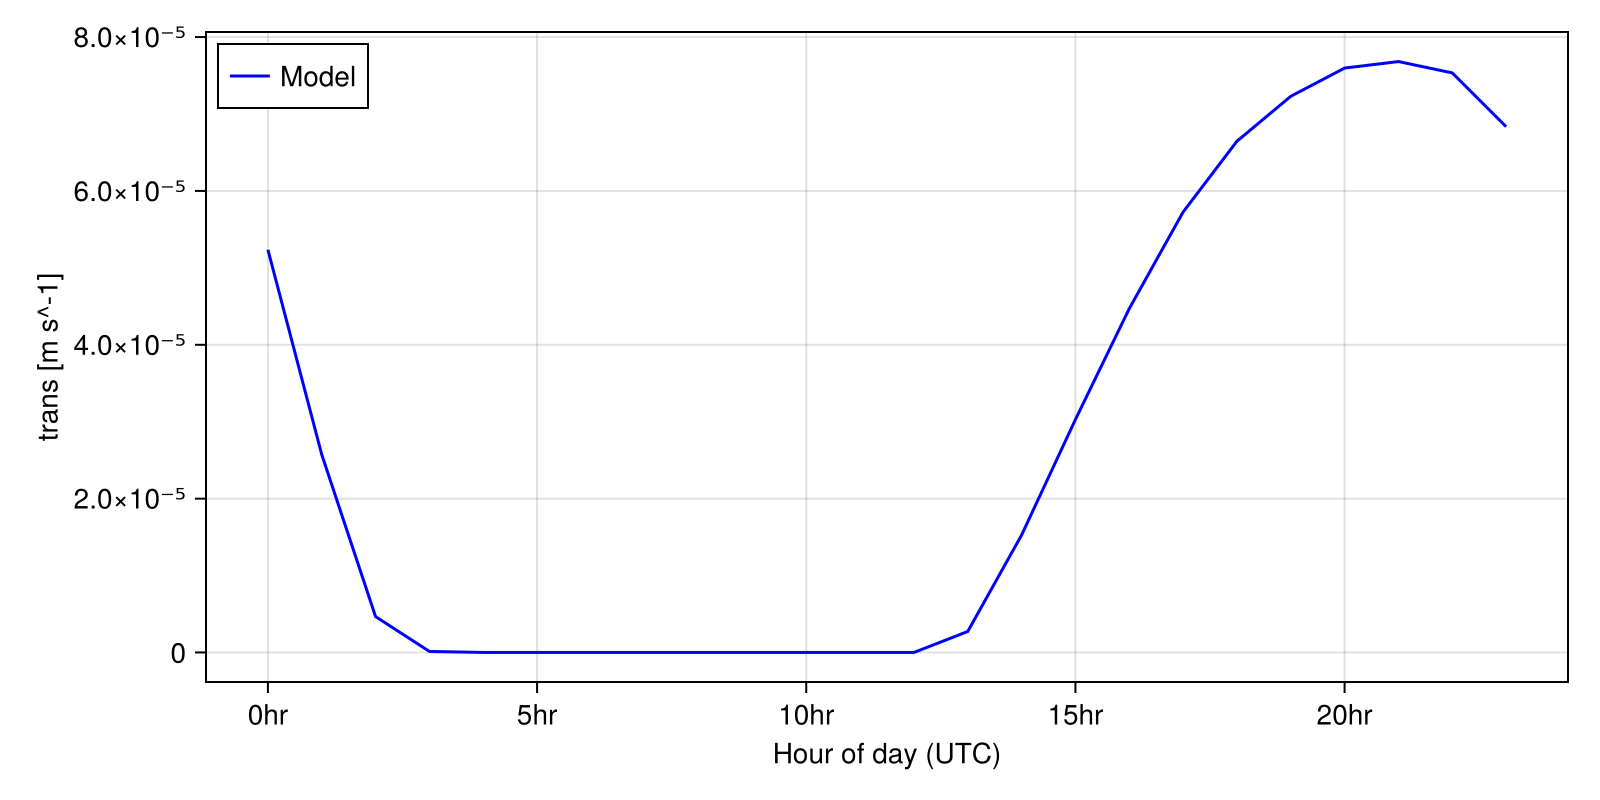 8.0×10⁻⁵
Model
6.0×10⁻⁵
4.0×10⁻⁵
2.0×10⁻⁵
0
trans [m s^-1]
0hr 5hr 10hr 15hr 20hr
Hour of day (UTC)